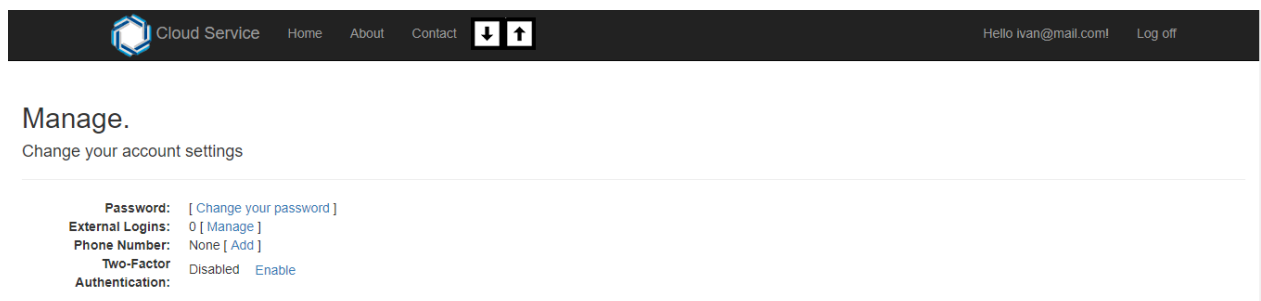 Cloud Service Home About Contact Hello ivan@mail.com! Log off
Manage.
Change your account settings
Password: [ Change your password ]
External Logins: 0 [ Manage ]
Phone Number: None [ Add ]
Two-Factor
Authentication: Disabled Enable